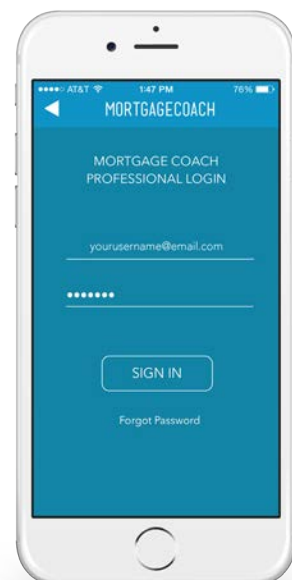 AT&T 1:47 PM 76%
MORTGAGECOACH
MORTGAGE COACH
PROFESSIONAL LOGIN
yourusername@email.com
•••••••
SIGN IN
Forgot Password